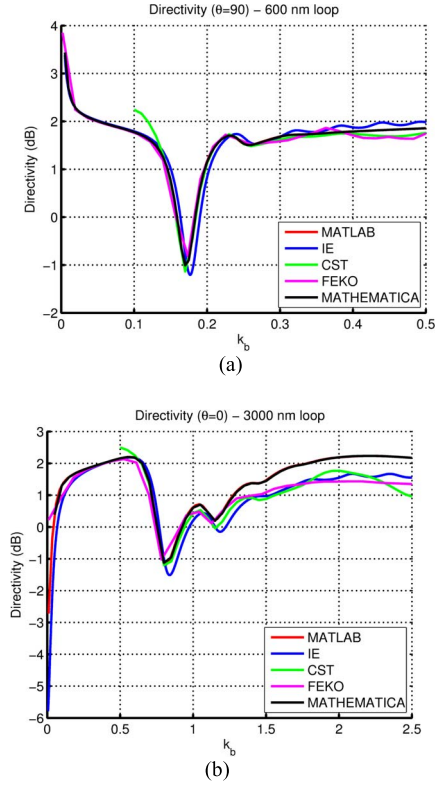 Directivity (θ=90) – 600 nm loop
4
3
2
1
0
−1
−2
Directivity (dB)
MATLAB
IE
CST
FEKO
MATHEMATICA
0 0.1 0.2 0.3 0.4 0.5
k_b
(a)
Directivity (θ=0) – 3000 nm loop
3
2
1
0
−1
−2
−3
−4
−5
−6
Directivity (dB)
MATLAB
IE
CST
FEKO
MATHEMATICA
0 0.5 1 1.5 2 2.5
k_b
(b)